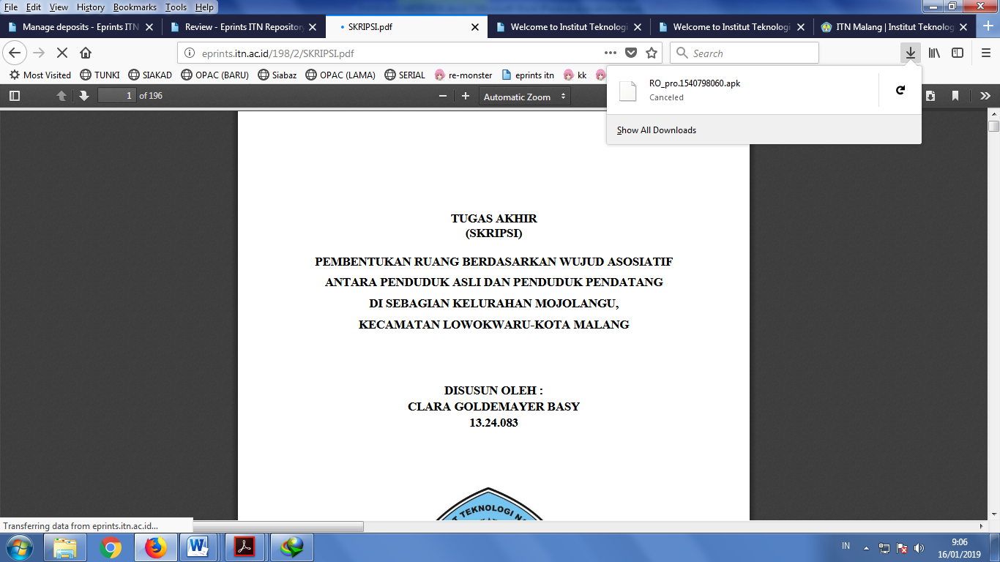 File Edit View History Bookmarks Tools Help
Manage deposits - Eprints ITN
Review - Eprints ITN Repository
SKRIPSI.pdf
Welcome to Institut Teknologi
Welcome to Institut Teknologi
ITN Malang | Institut Teknolog
eprints.itn.ac.id/198/2/SKRIPSI.pdf
Search
Most Visited TUNKI SIAKAD OPAC (BARU) Siabaz OPAC (LAMA) SERIAL re-monster eprints itn kk
1 of 196
Automatic Zoom
RO_pro.1540798060.apk
Canceled
Show All Downloads
TUGAS AKHIR
(SKRIPSI)
PEMBENTUKAN RUANG BERDASARKAN WUJUD ASOSIATIF
ANTARA PENDUDUK ASLI DAN PENDUDUK PENDATANG
DI SEBAGIAN KELURAHAN MOJOLANGU,
KECAMATAN LOWOKWARU-KOTA MALANG
DISUSUN OLEH :
CLARA GOLDEMAYER BASY
13.24.083
TEKNOLOGI
Transferring data from eprints.itn.ac.id...
IN
9:06
16/01/2019